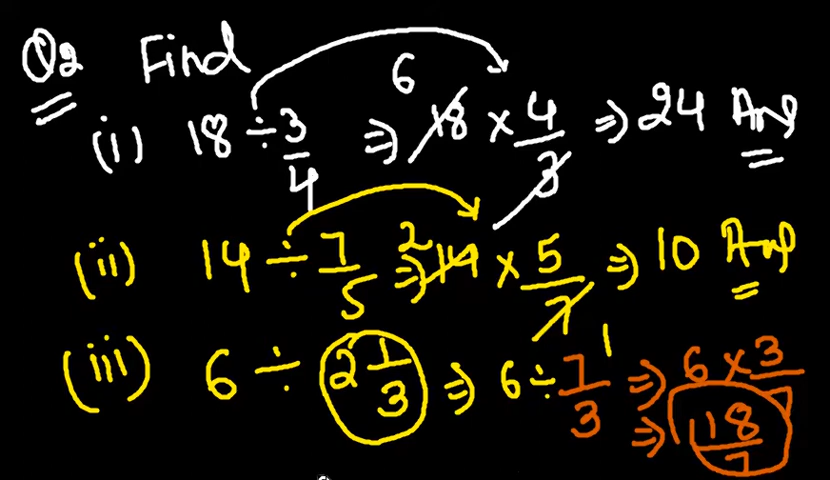 Q2 Find
(i) 18 ÷ 3/4 ⇒ 6 18 × 4/3 ⇒ 24 Ans
(ii) 14 ÷ 7/5 ⇒ 2 14 × 5/7 1 ⇒ 10 Ans
(iii) 6 ÷ 2 1/3 ⇒ 6 ÷ 7/3 ⇒ 6 × 3/7
⇒ 18/7